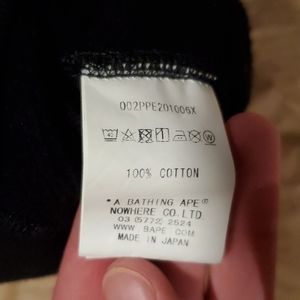 002PPE201006X
100% COTTON
"A BATHING APE"
NOWHERE CO. LTD.
03 (5772) 2524
WWW BAPE COM
MADE IN JAPAN